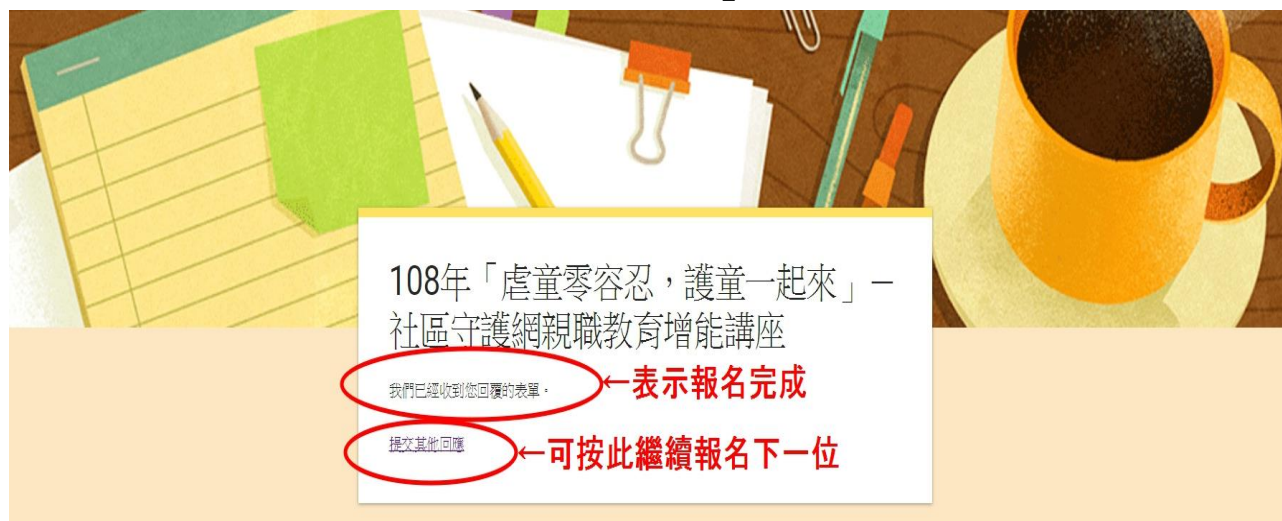 108年「虐童零容忍，護童一起來」－
社區守護網親職教育增能講座
我們已經收到您回覆的表單。
←表示報名完成
提交其他回應
←可按此繼續報名下一位